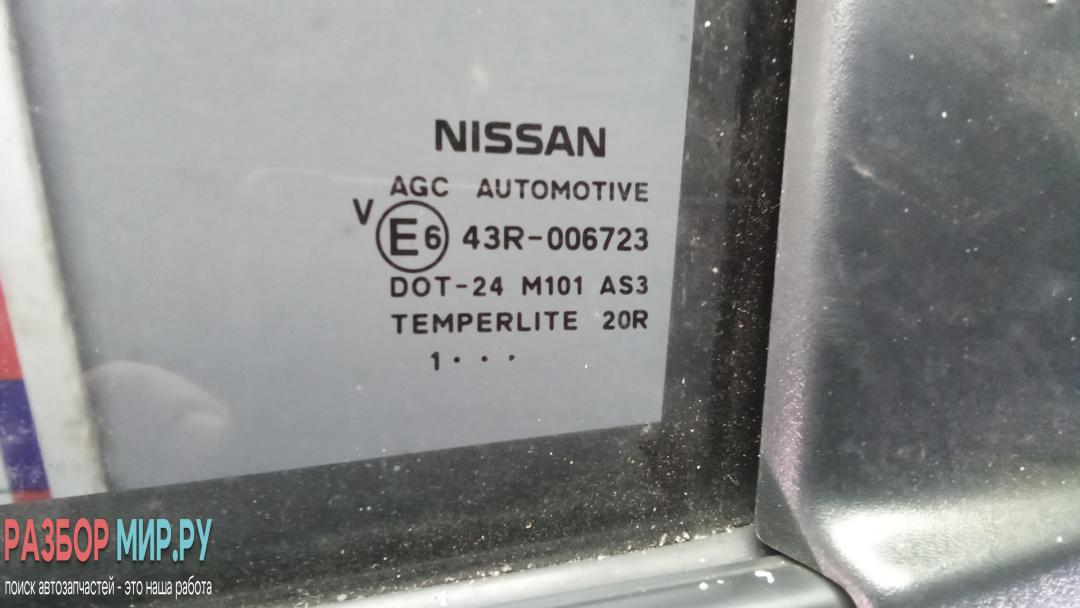 NISSAN
AGC AUTOMOTIVE
V E6 43R-006723
DOT-24 M101 AS3
TEMPERLITE 20R
1• • •
РАЗБОР МИР.РУ
поиск автозапчастей - это наша работа